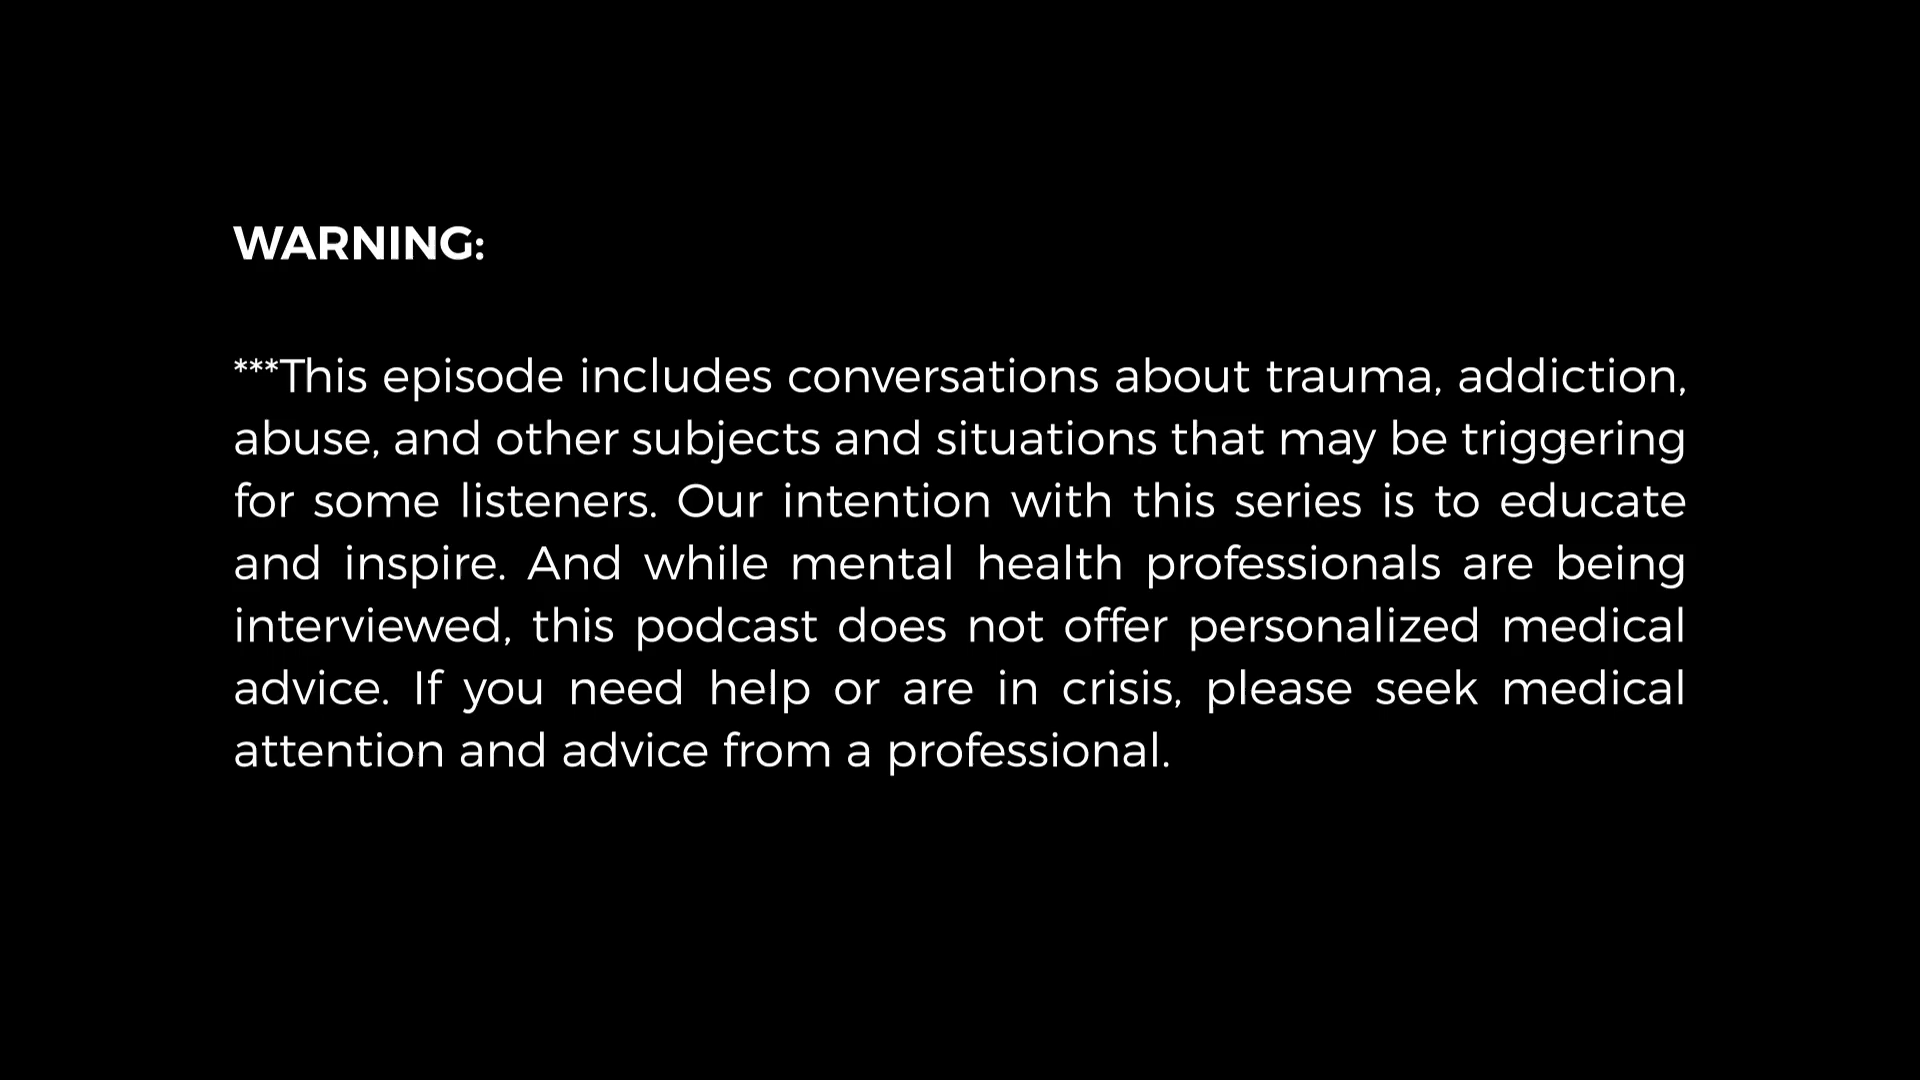 WARNING:
***This episode includes conversations about trauma, addiction,
abuse, and other subjects and situations that may be triggering
for some listeners. Our intention with this series is to educate
and inspire. And while mental health professionals are being
interviewed, this podcast does not offer personalized medical
advice. If you need help or are in crisis, please seek medical
attention and advice from a professional.